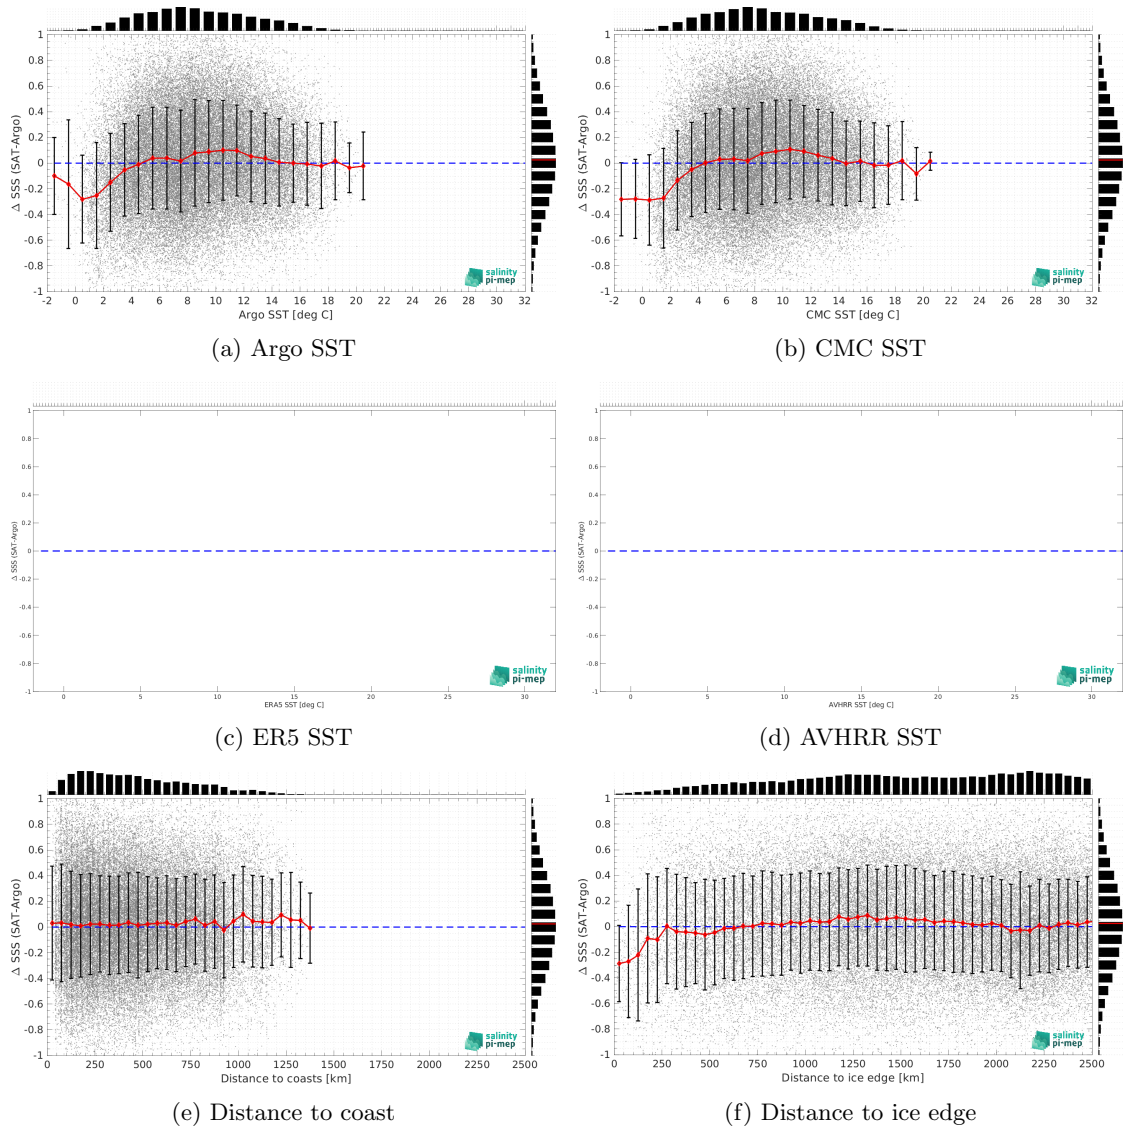 1
0.8
0.6
0.4
0.2
0
-0.2
-0.4
-0.6
-0.8
-1
Δ SSS (SAT-Argo)
-2 0 2 4 6 8 10 12 14 16 18 20 22 24 26 28 30 32
Argo SST [deg C]
salinity
pi-mep
(a) Argo SST
1
0.8
0.6
0.4
0.2
0
-0.2
-0.4
-0.6
-0.8
-1
Δ SSS (SAT-Argo)
-2 0 2 4 6 8 10 12 14 16 18 20 22 24 26 28 30 32
CMC SST [deg C]
salinity
pi-mep
(b) CMC SST
1
0.8
0.6
0.4
0.2
0
-0.2
-0.4
-0.6
-0.8
-1
Δ SSS (SAT-Argo)
0 5 10 15 20 25 30
ERA5 SST [deg C]
salinity
pi-mep
(c) ER5 SST
1
0.8
0.6
0.4
0.2
0
-0.2
-0.4
-0.6
-0.8
-1
Δ SSS (SAT-Argo)
0 5 10 15 20 25 30
AVHRR SST [deg C]
salinity
pi-mep
(d) AVHRR SST
1
0.8
0.6
0.4
0.2
0
-0.2
-0.4
-0.6
-0.8
-1
Δ SSS (SAT-Argo)
0 250 500 750 1000 1250 1500 1750 2000 2250 2500
Distance to coasts [km]
salinity
pi-mep
(e) Distance to coast
1
0.8
0.6
0.4
0.2
0
-0.2
-0.4
-0.6
-0.8
-1
Δ SSS (SAT-Argo)
0 250 500 750 1000 1250 1500 1750 2000 2250 2500
Distance to ice edge [km]
salinity
pi-mep
(f) Distance to ice edge